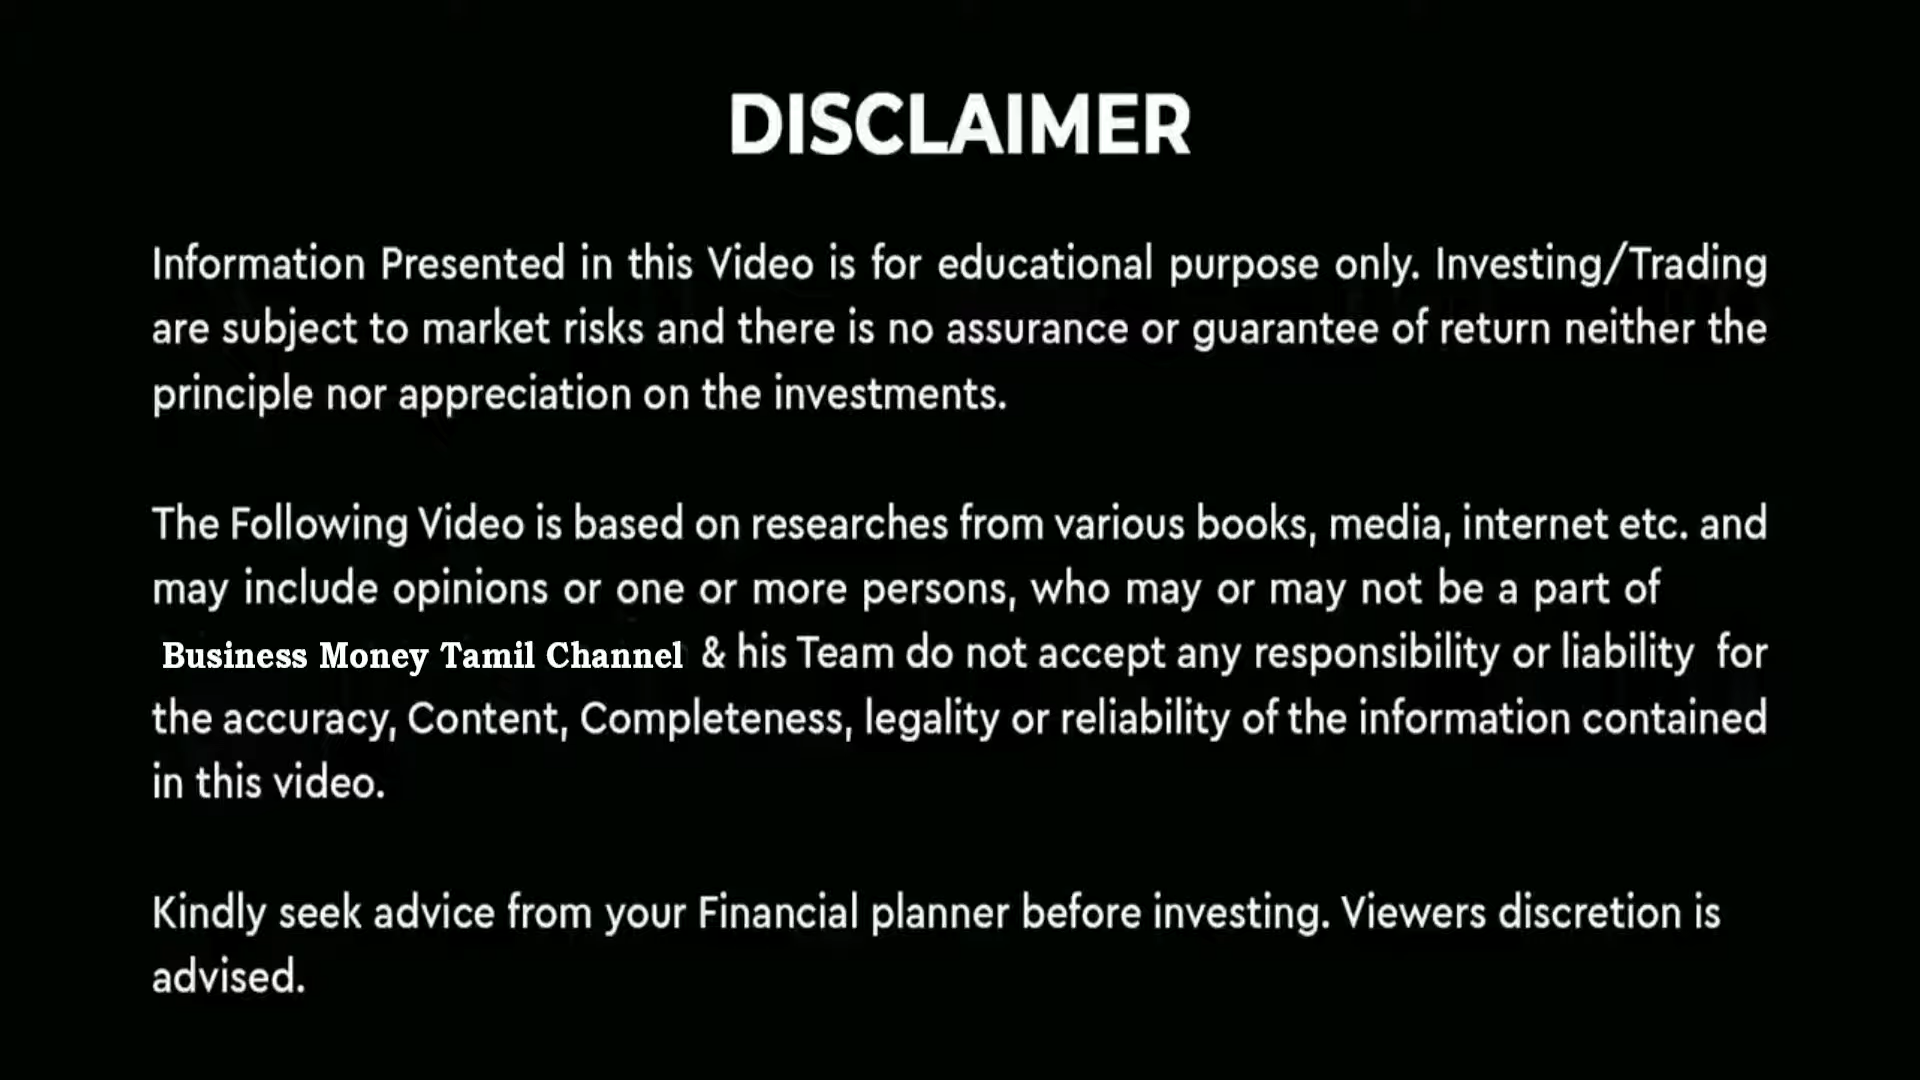 DISCLAIMER
Information Presented in this Video is for educational purpose only. Investing/Trading
are subject to market risks and there is no assurance or guarantee of return neither the
principle nor appreciation on the investments.
The Following Video is based on researches from various books, media, internet etc. and
may include opinions or one or more persons, who may or may not be a part of
Business Money Tamil Channel & his Team do not accept any responsibility or liability for
the accuracy, Content, Completeness, legality or reliability of the information contained
in this video.
Kindly seek advice from your Financial planner before investing. Viewers discretion is
advised.